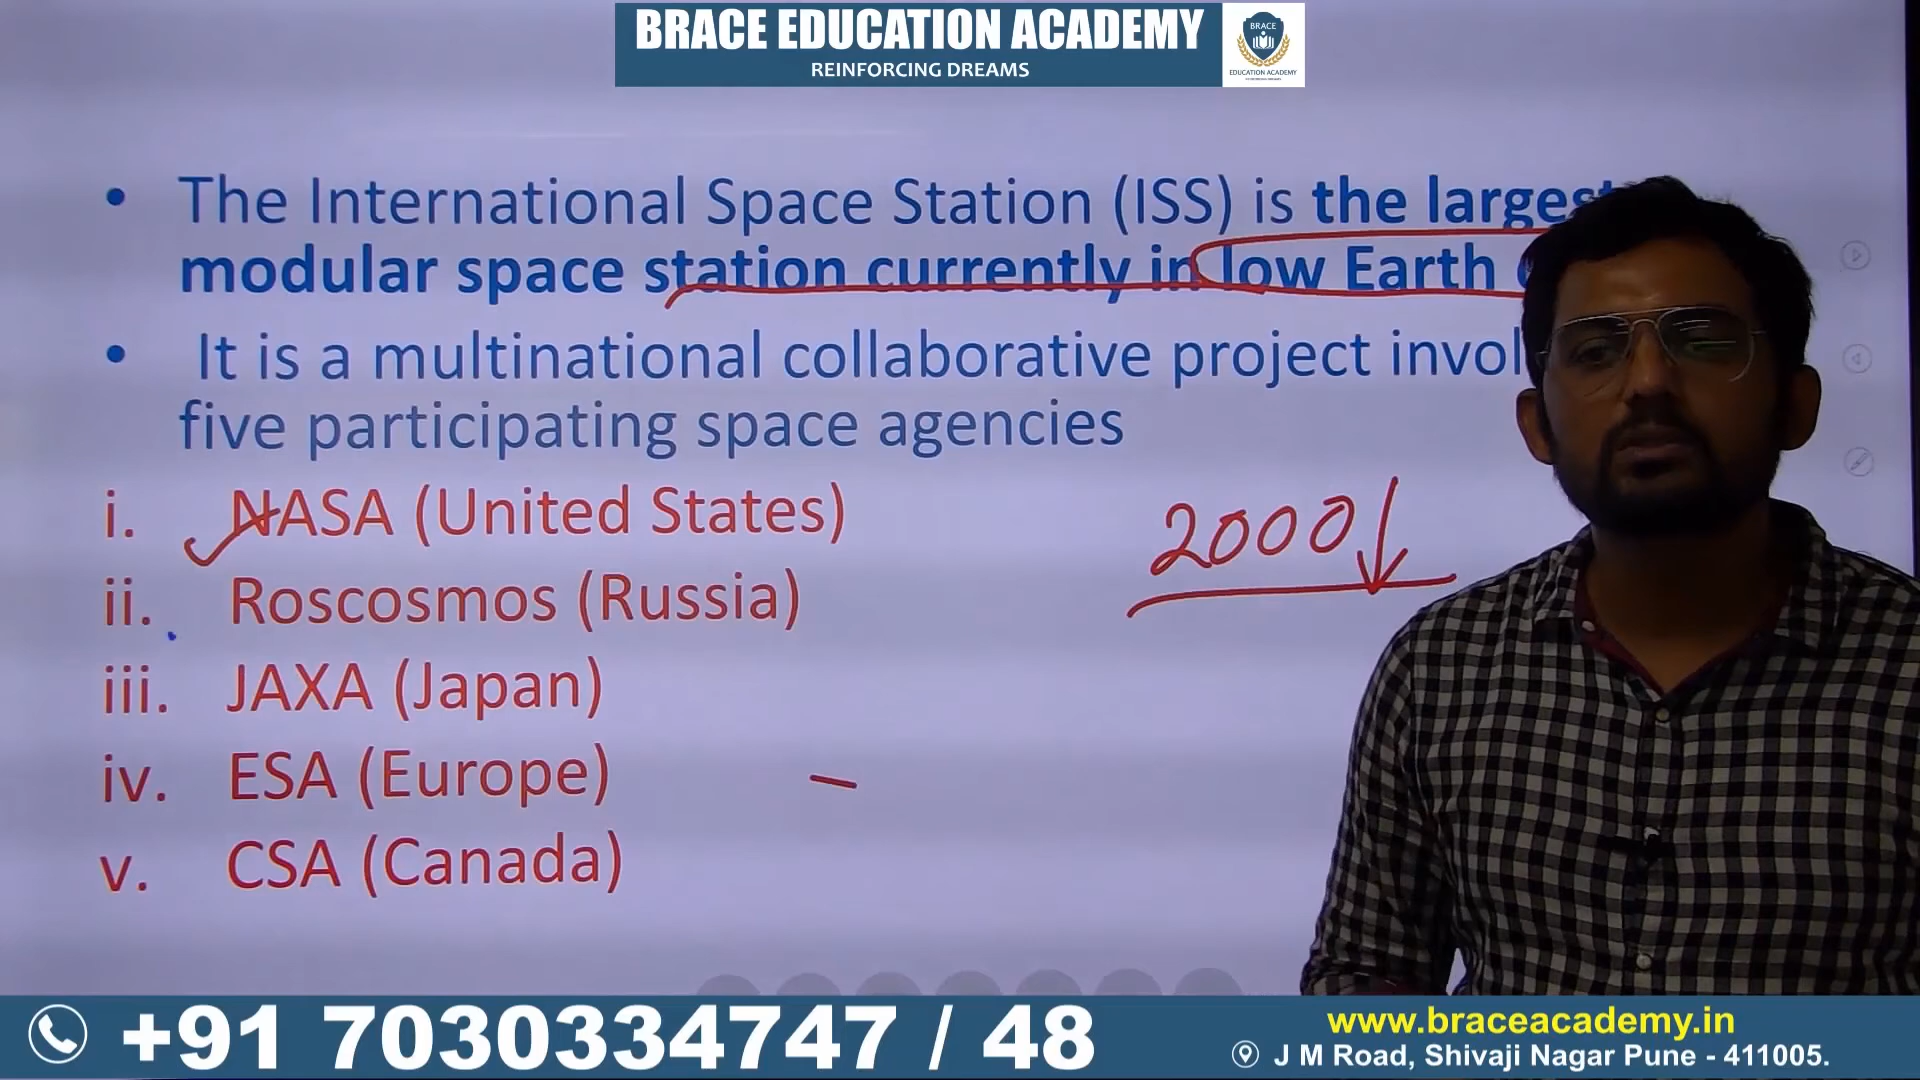 BRACE EDUCATION ACADEMY
REINFORCING DREAMS
BRACE
EDUCATION ACADEMY
• The International Space Station (ISS) is the largest
modular space station currently in low Earth
• It is a multinational collaborative project invol
five participating space agencies
i. NASA (United States)
2000
ii. Roscosmos (Russia)
iii. JAXA (Japan)
iv. ESA (Europe)
v. CSA (Canada)
+91 7030334747 / 48
www.braceacademy.in
J M Road, Shivaji Nagar Pune - 411005.